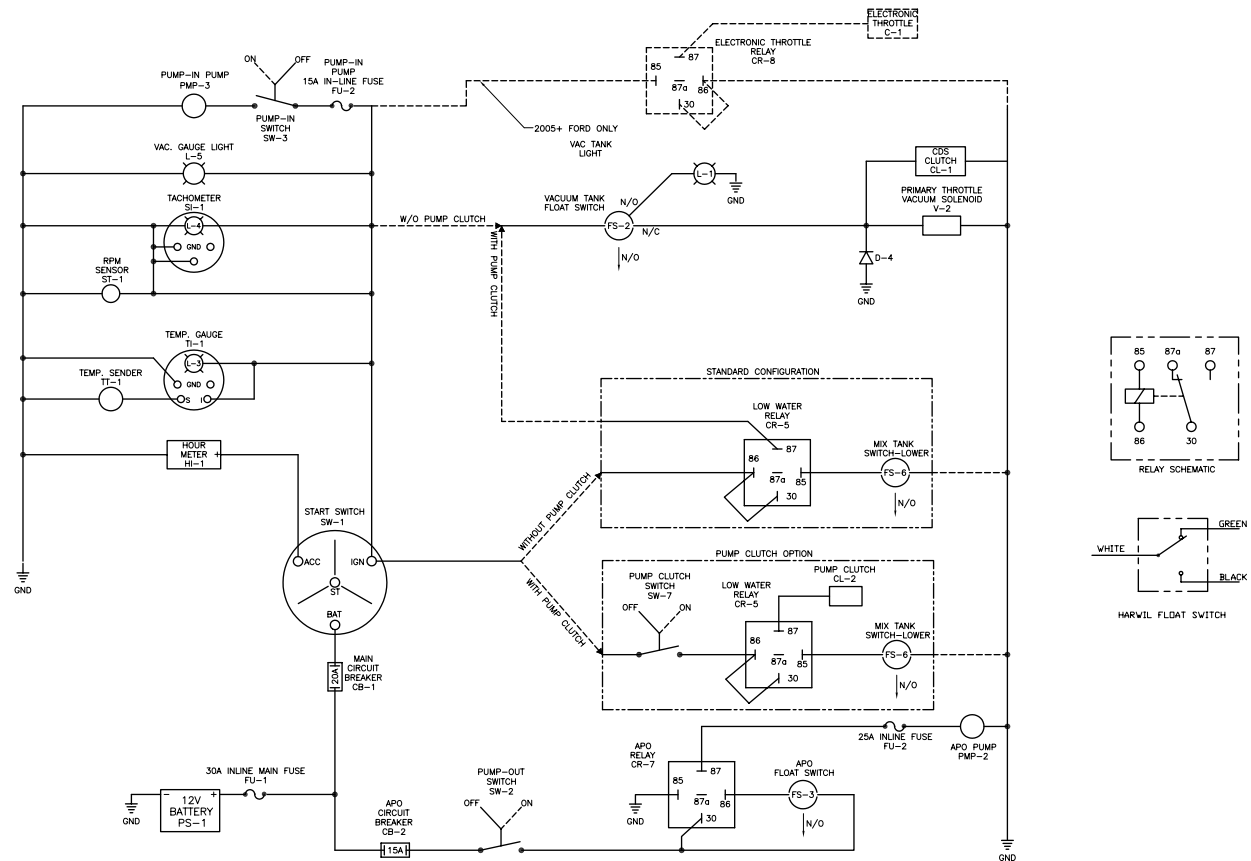 ELECTRONIC
THROTTLE
C-1
ELECTRONIC THROTTLE
RELAY
CR-8
87
85
87a
86
30
ON
OFF
PUMP-IN
PUMP
15A IN-LINE FUSE
FU-2
PUMP-IN PUMP
PMP-3
PUMP-IN
SWITCH
SW-3
2005+ FORD ONLY
VAC TANK
LIGHT
VAC. GAUGE LIGHT
L-5
L-1
GND
CDS
CLUTCH
CL-1
TACHOMETER
SI-1
L-4
GND
W/O PUMP CLUTCH
VACUUM TANK
FLOAT SWITCH
N/O
FS-2
N/C
N/O
PRIMARY THROTTLE
VACUUM SOLENOID
V-2
WITH PUMP CLUTCH
D-4
GND
RPM
SENSOR
ST-1
TEMP. GAUGE
TI-1
L-3
GND
S
I
TEMP. SENDER
TT-1
HOUR
METER
HI-1
+
STANDARD CONFIGURATION
LOW WATER
RELAY
CR-5
87
86
87a
85
30
MIX TANK
SWITCH-LOWER
FS-6
N/O
85
87a
87
86
30
RELAY SCHEMATIC
START SWITCH
SW-1
ACC
IGN
ST
BAT
GND
WITHOUT PUMP CLUTCH
WITH PUMP CLUTCH
PUMP CLUTCH OPTION
PUMP CLUTCH
SWITCH
SW-7
OFF
ON
LOW WATER
RELAY
CR-5
PUMP CLUTCH
CL-2
87
86
87a
85
30
MIX TANK
SWITCH-LOWER
FS-6
N/O
WHITE
GREEN
BLACK
HARWIL FLOAT SWITCH
20A
MAIN
CIRCUIT
BREAKER
CB-1
25A INLINE FUSE
FU-2
APO PUMP
PMP-2
APO
RELAY
CR-7
87
85
87a
86
30
GND
APO
FLOAT SWITCH
FS-3
N/O
30A INLINE MAIN FUSE
FU-1
-
+
12V
BATTERY
PS-1
GND
APO
CIRCUIT
BREAKER
CB-2
15A
PUMP-OUT
SWITCH
SW-2
OFF
ON
GND